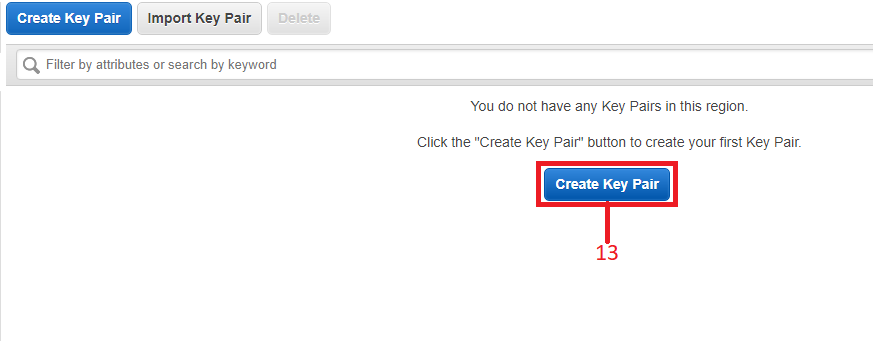 Create Key Pair Import Key Pair Delete
Filter by attributes or search by keyword
You do not have any Key Pairs in this region.
Click the "Create Key Pair" button to create your first Key Pair.
Create Key Pair
13